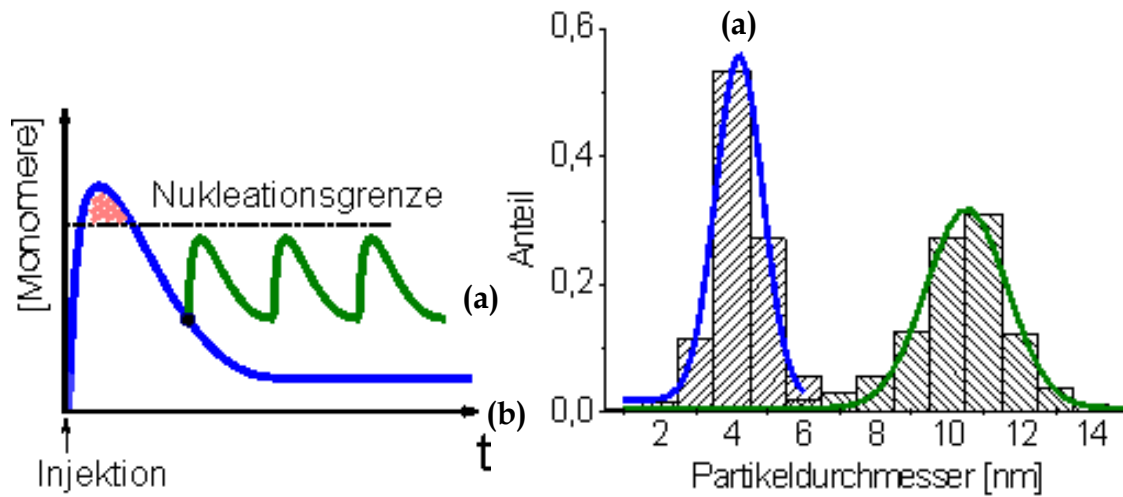 [Monomere]
Nukleationsgrenze
(a)
(b)
t
Injektion
(a)
Anteil
0,6
0,4
0,2
0,0
2 4 6 8 10 12 14
Partikeldurchmesser [nm]